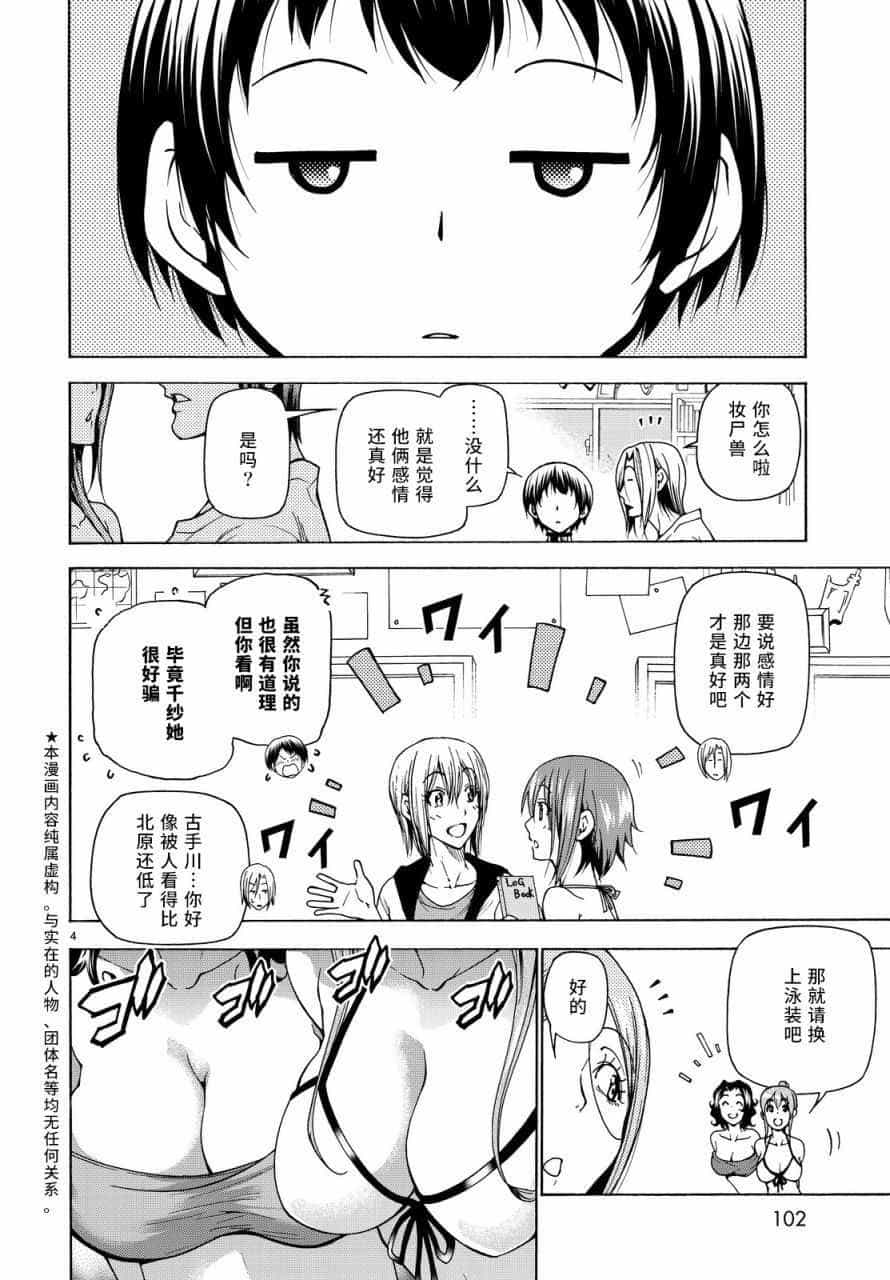 你怎么啦
妆尸兽
……没什么
就是觉得
他俩感情
还真好
是吗？
要说感情好
那边那两个
才是真好吧
ワイ
ワイ
LoG
Book
虽然你说的
也很有道理
但你看啊
毕竟千纱她
很好骗
古手川…你好
像被人看得比
北原还低了
那就请换
上泳装吧
好的
ゴゴゴゴ
★本漫画内容纯属虚构。与实在的人物、团体名等均无任何关系。
4
102